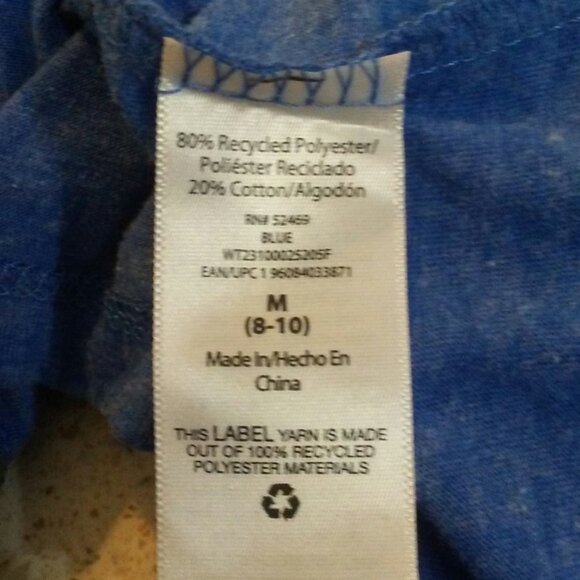 80% Recycled Polyester/
Poliéster Reciclado
20% Cotton/Algodón
RN# 52469
BLUE
WT23100025205F
EAN/UPC 1 96084033871
M
(8-10)
Made In/Hecho En
China
THIS LABEL YARN IS MADE
OUT OF 100% RECYCLED
POLYESTER MATERIALS